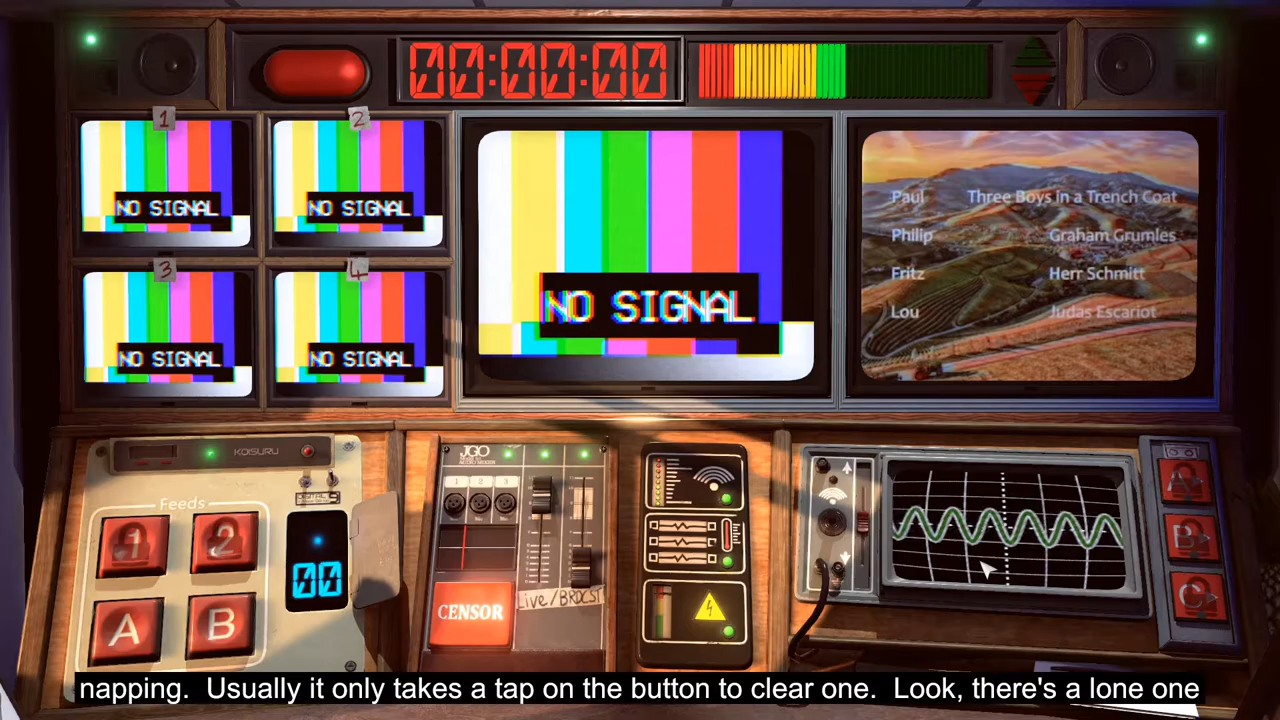 00:00:00
1
2
NO SIGNAL
NO SIGNAL
3
4
NO SIGNAL
NO SIGNAL
NO SIGNAL
Paul Three Boys in a Trench Coat
Philip Graham Grumles
Fritz Herr Schmitt
Lou Judas Escariot
KOISURU
Feeds
1
2
A
B
00
JGO
1 2 3
CENSOR
Live/BRDCST
A
B
C
napping. Usually it only takes a tap on the button to clear one. Look, there's a lone one